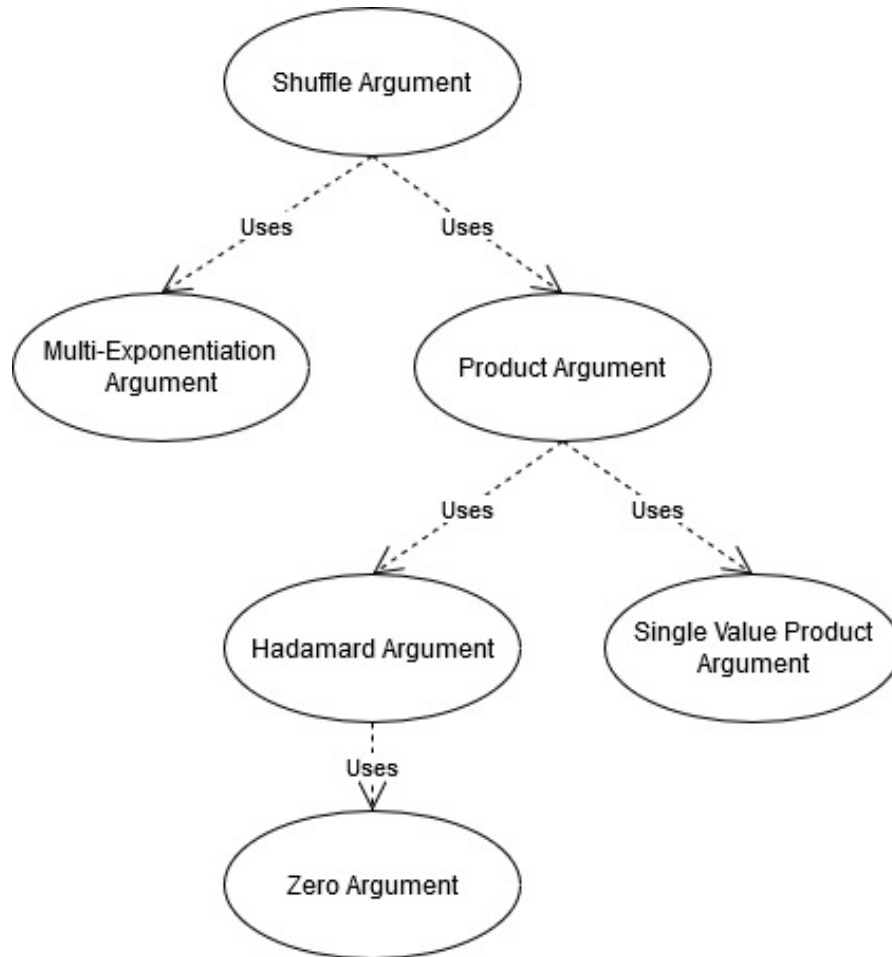 Shuffle Argument
Uses
Uses
Multi-Exponentiation
Argument
Product Argument
Uses
Uses
Hadamard Argument
Single Value Product
Argument
Uses
Zero Argument